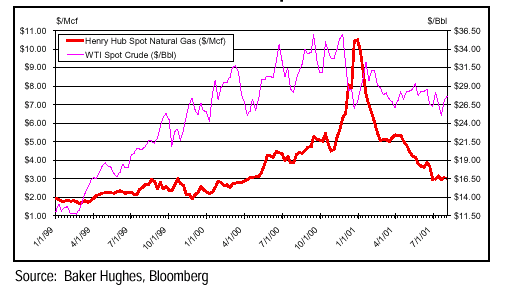 $/Mcf $/Bbl
Henry Hub Spot Natural Gas ($/Mcf)
WTI Spot Crude ($/Bbl)
$11.00 $36.50
$10.00 $34.00
$9.00 $31.50
$8.00 $29.00
$7.00 $26.50
$6.00 $24.00
$5.00 $21.50
$4.00 $19.00
$3.00 $16.50
$2.00 $14.00
$1.00 $11.50
1/1/99 4/1/99 7/1/99 10/1/99 1/1/00 4/1/00 7/1/00 10/1/00 1/1/01 4/1/01 7/1/01
Source: Baker Hughes, Bloomberg